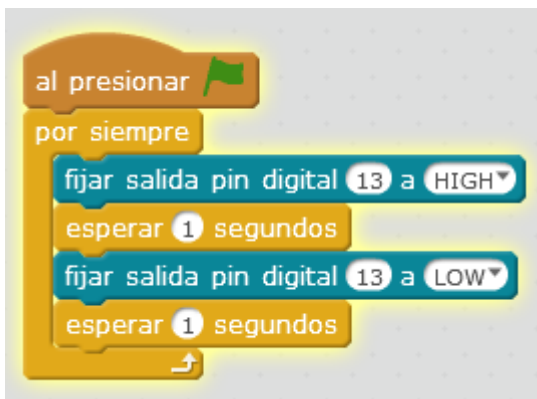 al presionar
por siempre
fijar salida pin digital 13 a HIGH
esperar 1 segundos
fijar salida pin digital 13 a LOW
esperar 1 segundos